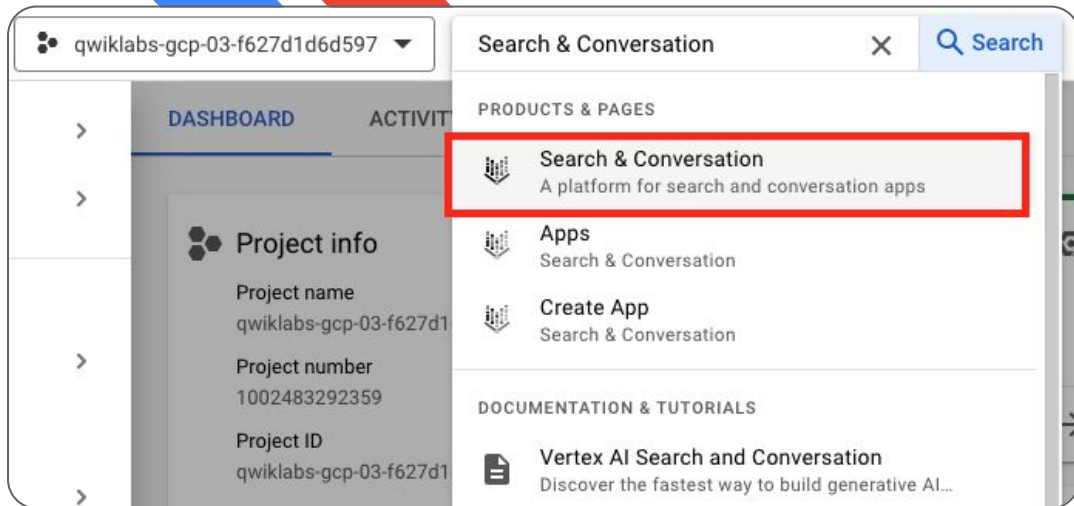 qwiklabs-gcp-03-f627d1d6d597
Search & Conversation
Search
DASHBOARD
ACTIVIT
PRODUCTS & PAGES
Search & Conversation
A platform for search and conversation apps
Apps
Search & Conversation
Create App
Search & Conversation
Project info
Project name
qwiklabs-gcp-03-f627d1
Project number
1002483292359
Project ID
qwiklabs-gcp-03-f627d1
DOCUMENTATION & TUTORIALS
Vertex AI Search and Conversation
Discover the fastest way to build generative AI…